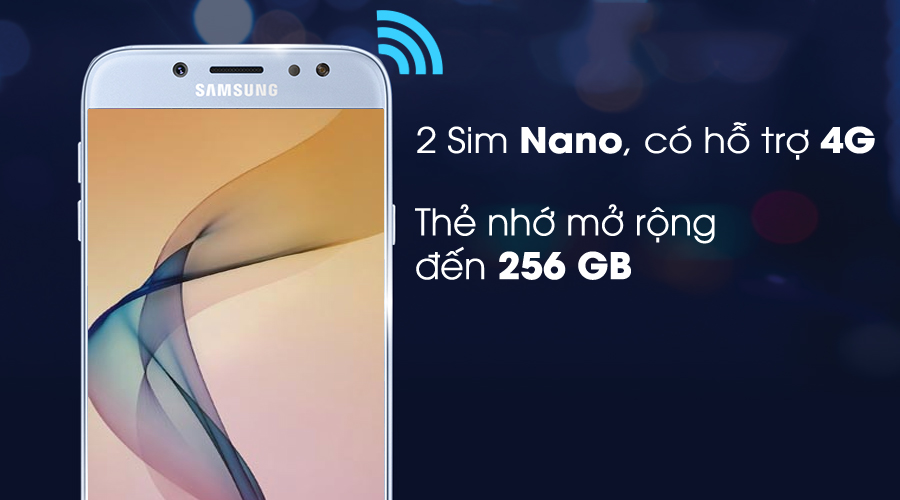 SAMSUNG
2 Sim Nano, có hỗ trợ 4G
Thẻ nhớ mở rộng
đến 256 GB